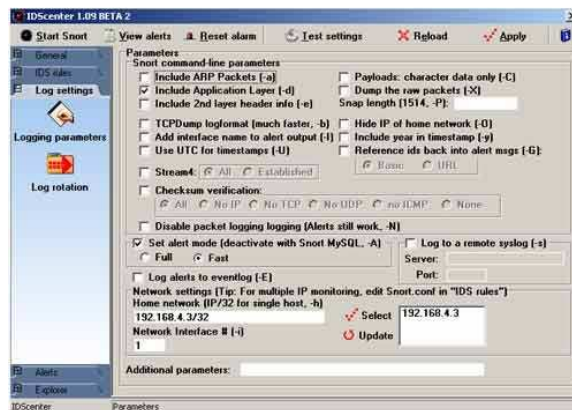 IDScenter 1.09 BETA 2
Start Snort View alerts Reset alarm Test settings Reload Apply
General
IDS rules
Log settings
Logging parameters
Log rotation
Alerts
Explorer
Parameters
Snort command-line parameters
Include ARP Packets (-a) Payloads: character data only (-C)
Include Application Layer (-d) Dump the raw packets (-X)
Include 2nd layer header info (-e) Snap length (1514, -P):
TCPDump logformat (much faster, -b) Hide IP of home network (-O)
Add interface name to alert output (-I) Include year in timestamp (-y)
Use UTC for timestamps (-U) Reference ids back into alert msgs (-G):
Basic URL
Stream4: All Established
Checksum verification:
All No IP No TCP No UDP no ICMP None
Disable packet logging logging (Alerts still work, -N)
Set alert mode (deactivate with Snort MySQL, -A) Log to a remote syslog (-s)
Full Fast Server:
Port:
Log alerts to eventlog (-E)
Network settings (Tip: For multiple IP monitoring, edit Snort.conf in "IDS rules")
Home network (IP/32 for single host, -h)
192.168.4.3/32 Select 192.168.4.3
Network Interface # (-i) Update
1
Additional parameters:
IDScenter Parameters